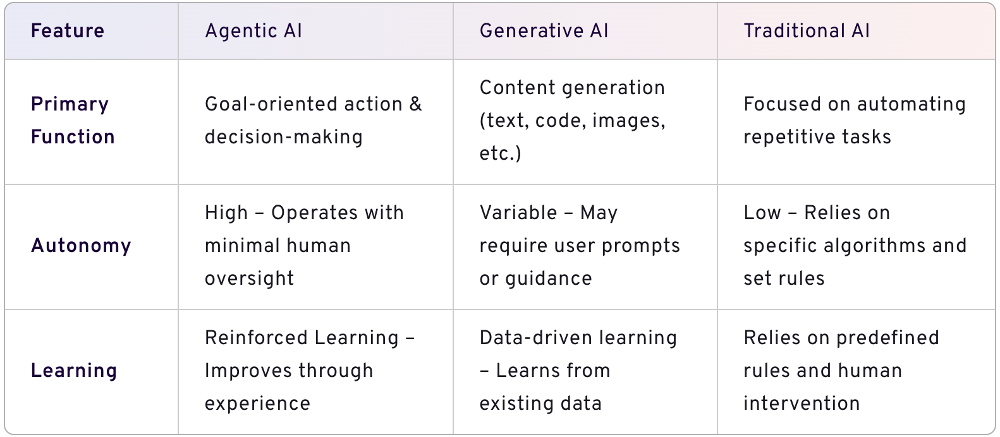 Feature
Agentic AI
Generative AI
Traditional AI
Primary
Function
Goal-oriented action &
decision-making
Content generation
(text, code, images,
etc.)
Focused on automating
repetitive tasks
Autonomy
High – Operates with
minimal human
oversight
Variable – May
require user prompts
or guidance
Low – Relies on
specific algorithms and
set rules
Learning
Reinforced Learning –
Improves through
experience
Data-driven learning
– Learns from
existing data
Relies on predefined
rules and human
intervention